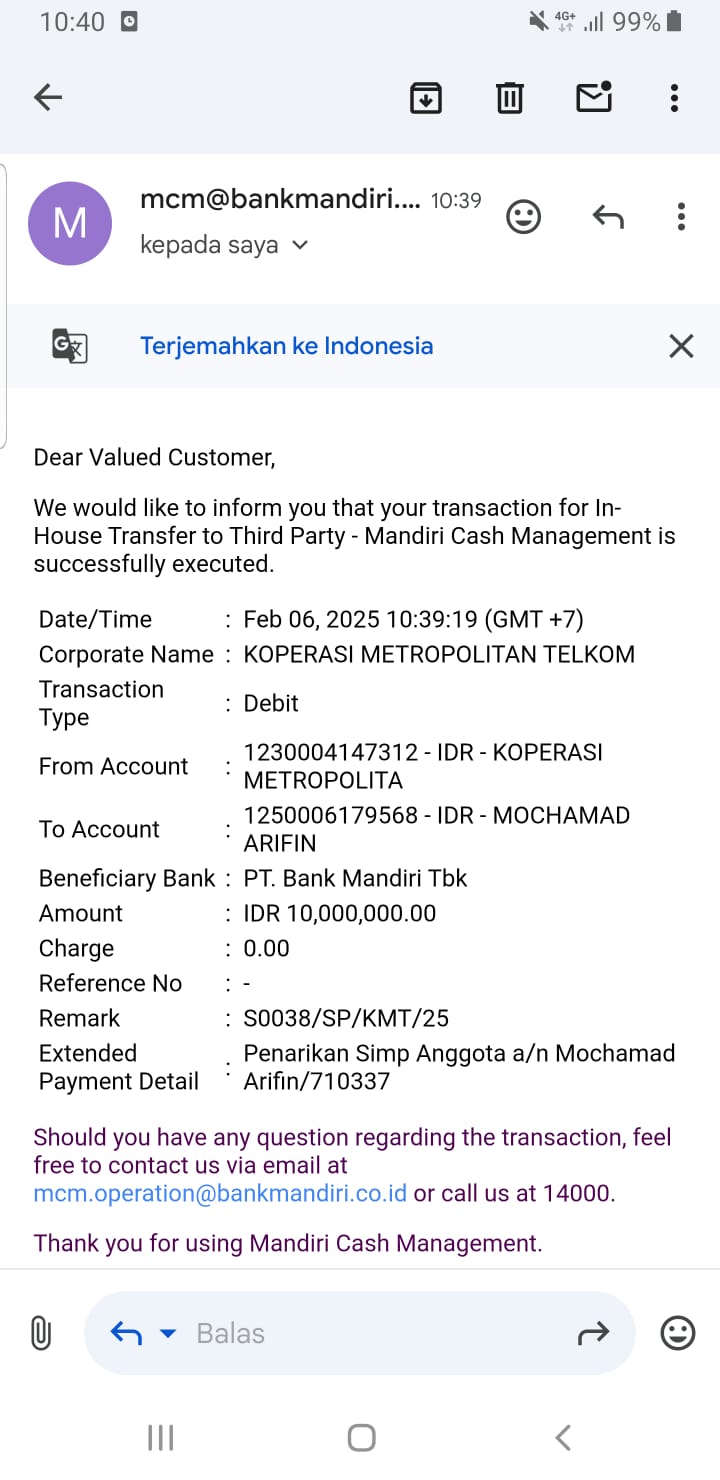 10:40
4G+
99%
M
mcm@bankmandiri.... 10:39
kepada saya
G
Terjemahkan ke Indonesia
Dear Valued Customer,
We would like to inform you that your transaction for In-
House Transfer to Third Party - Mandiri Cash Management is
successfully executed.
Date/Time : Feb 06, 2025 10:39:19 (GMT +7)
Corporate Name : KOPERASI METROPOLITAN TELKOM
Transaction
Type : Debit
From Account : 1230004147312 - IDR - KOPERASI
METROPOLITA
To Account : 1250006179568 - IDR - MOCHAMAD
ARIFIN
Beneficiary Bank : PT. Bank Mandiri Tbk
Amount : IDR 10,000,000.00
Charge : 0.00
Reference No : -
Remark : S0038/SP/KMT/25
Extended
Payment Detail : Penarikan Simp Anggota a/n Mochamad
Arifin/710337
Should you have any question regarding the transaction, feel
free to contact us via email at
mcm.operation@bankmandiri.co.id or call us at 14000.
Thank you for using Mandiri Cash Management.
Balas